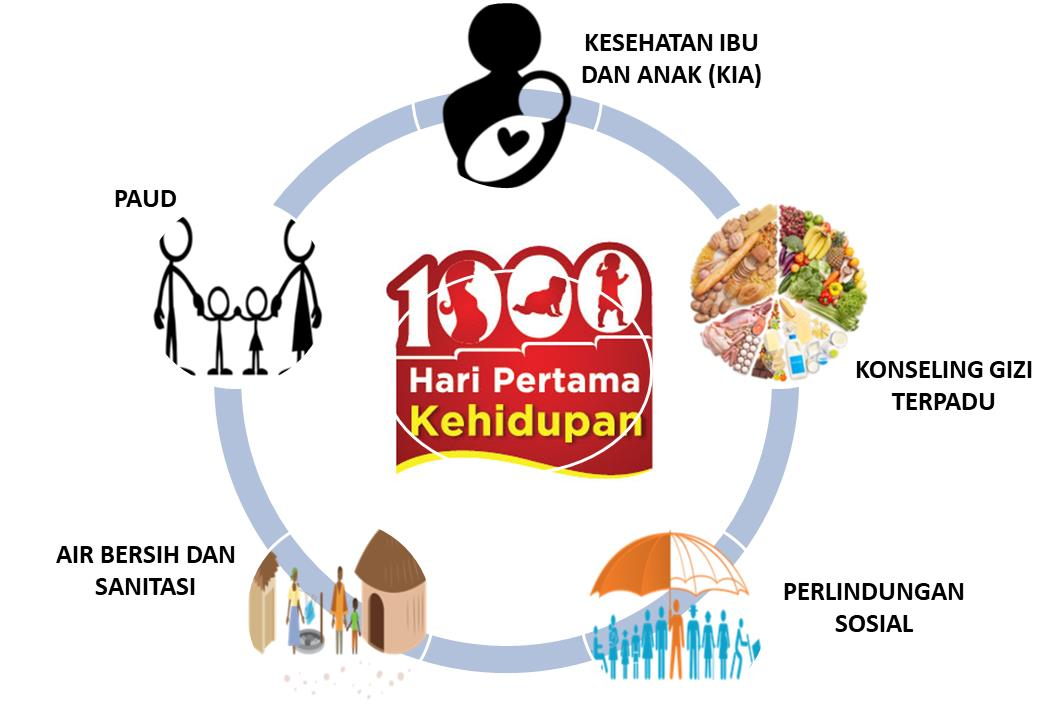 KESEHATAN IBU
DAN ANAK (KIA)
PAUD
1000
Hari Pertama
Kehidupan
KONSELING GIZI
TERPADU
AIR BERSIH DAN
SANITASI
PERLINDUNGAN
SOSIAL